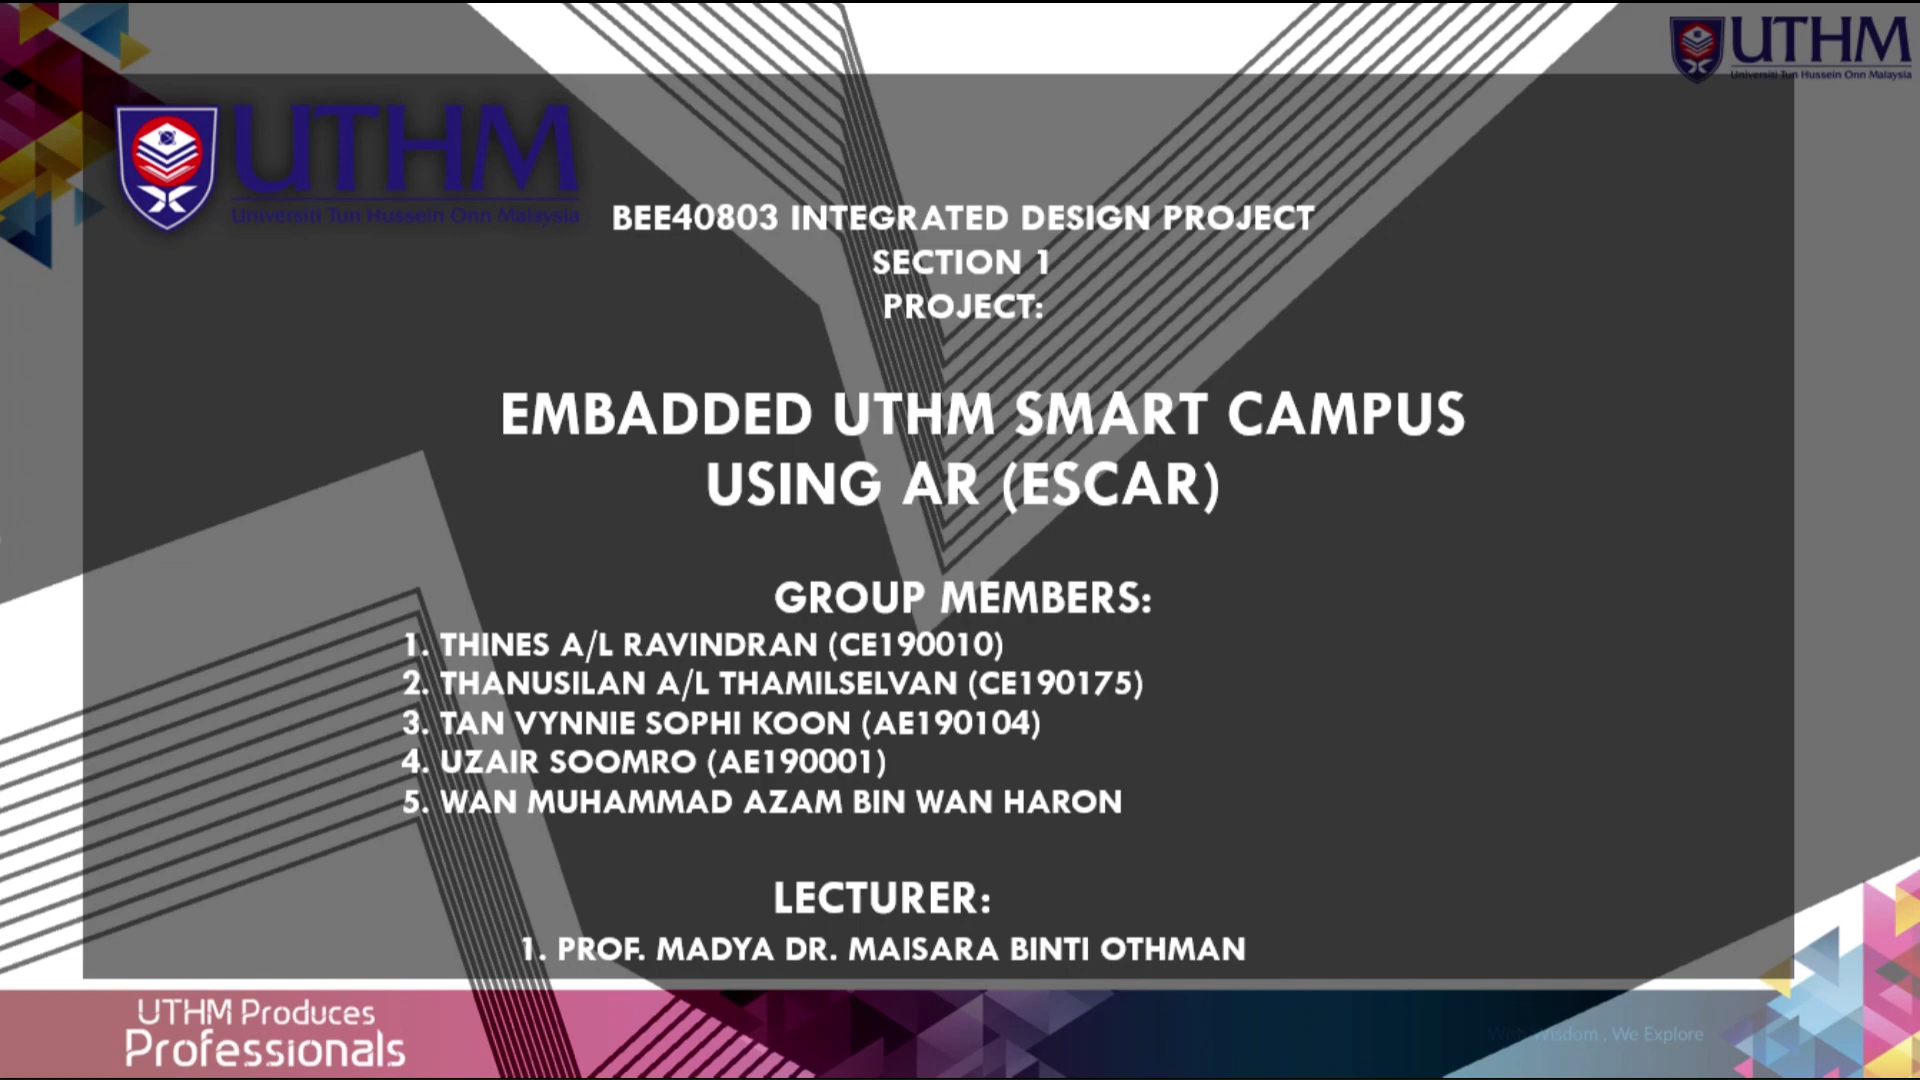 UTHM
Universiti Tun Hussein Onn Malaysia
UTHM
Universiti Tun Hussein Onn Malaysia
BEE40803 INTEGRATED DESIGN PROJECT
SECTION 1
PROJECT:
EMBADDED UTHM SMART CAMPUS
USING AR (ESCAR)
GROUP MEMBERS:
1. THINES A/L RAVINDRAN (CE190010)
2. THANUSILAN A/L THAMILSELVAN (CE190175)
3. TAN VYNNIE SOPHI KOON (AE190104)
4. UZAIR SOOMRO (AE190001)
5. WAN MUHAMMAD AZAM BIN WAN HARON
LECTURER:
1. PROF. MADYA DR. MAISARA BINTI OTHMAN
UTHM Produces
Professionals
With Wisdom , We Explore